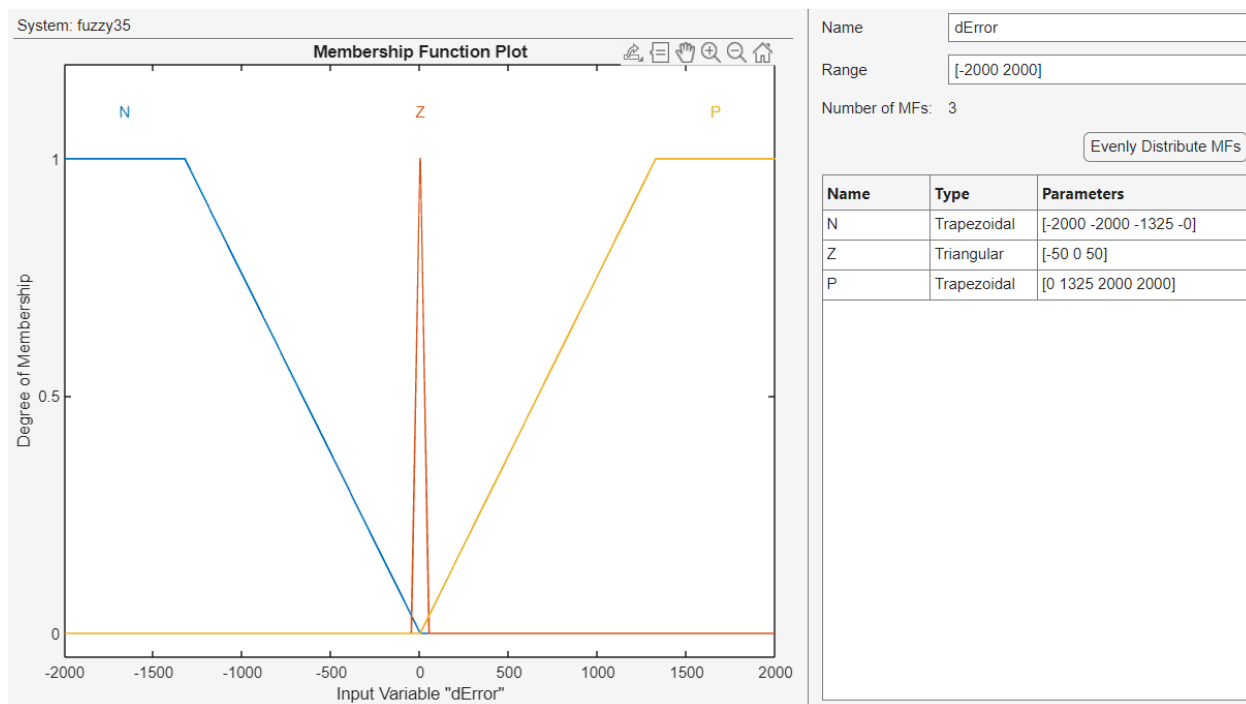 System: fuzzy35
Membership Function Plot
N
Z
P
1
0.5
0
Degree of Membership
-2000
-1500
-1000
-500
0
500
1000
1500
2000
Input Variable "dError"
Name dError
Range [-2000 2000]
Number of MFs: 3
Evenly Distribute MFs
Name Type Parameters
N Trapezoidal [-2000 -2000 -1325 -0]
Z Triangular [-50 0 50]
P Trapezoidal [0 1325 2000 2000]